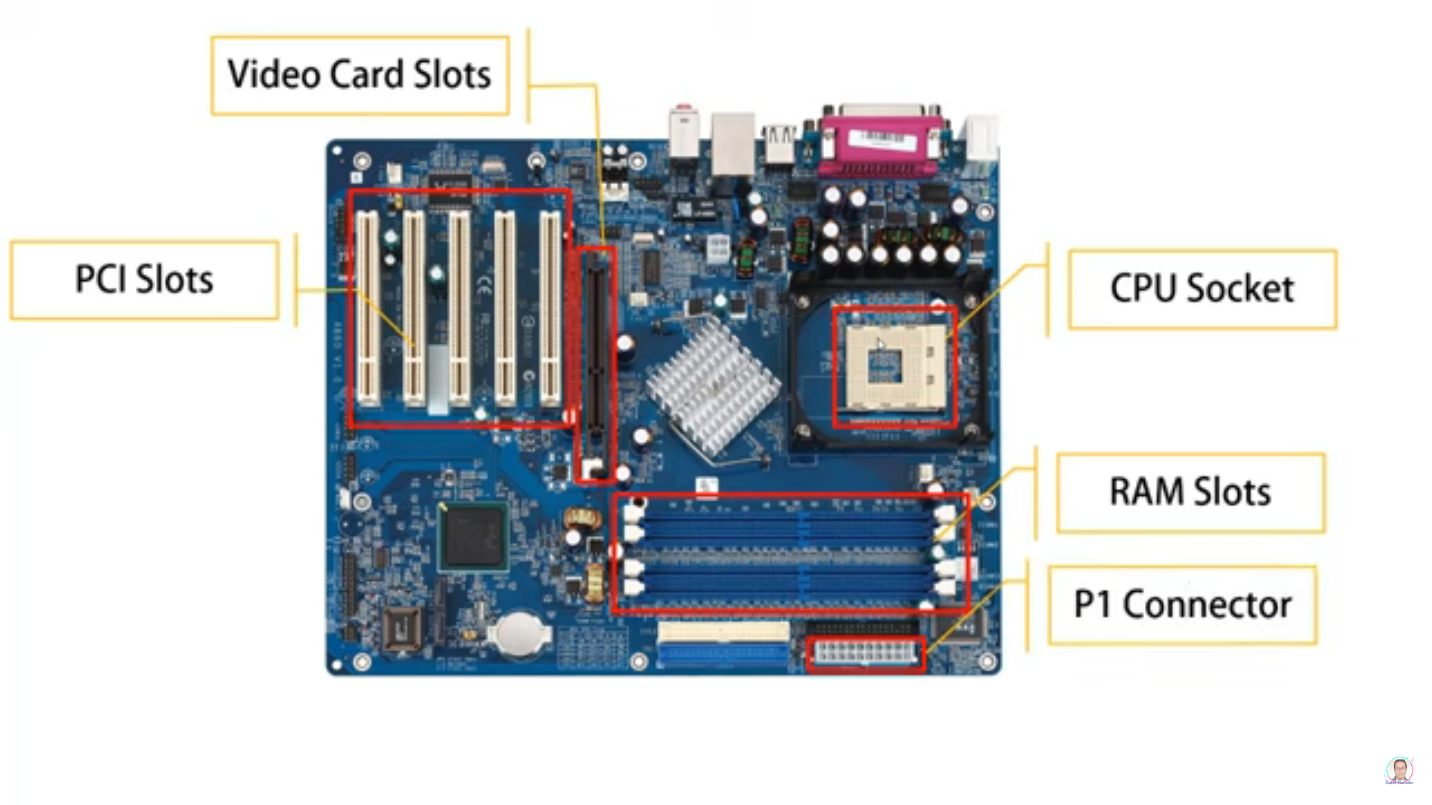 Video Card Slots
PCI Slots
CPU Socket
RAM Slots
P1 Connector